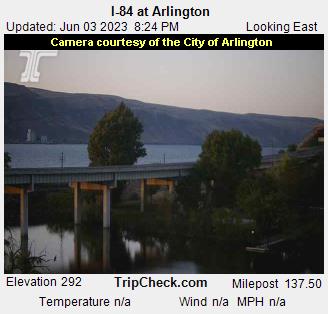 I-84 at Arlington
Updated: Jun 03 2023 8:24 PM Looking East
Camera courtesy of the City of Arlington
Elevation 292 TripCheck.com Milepost 137.50
Temperature n/a Wind n/a MPH n/a